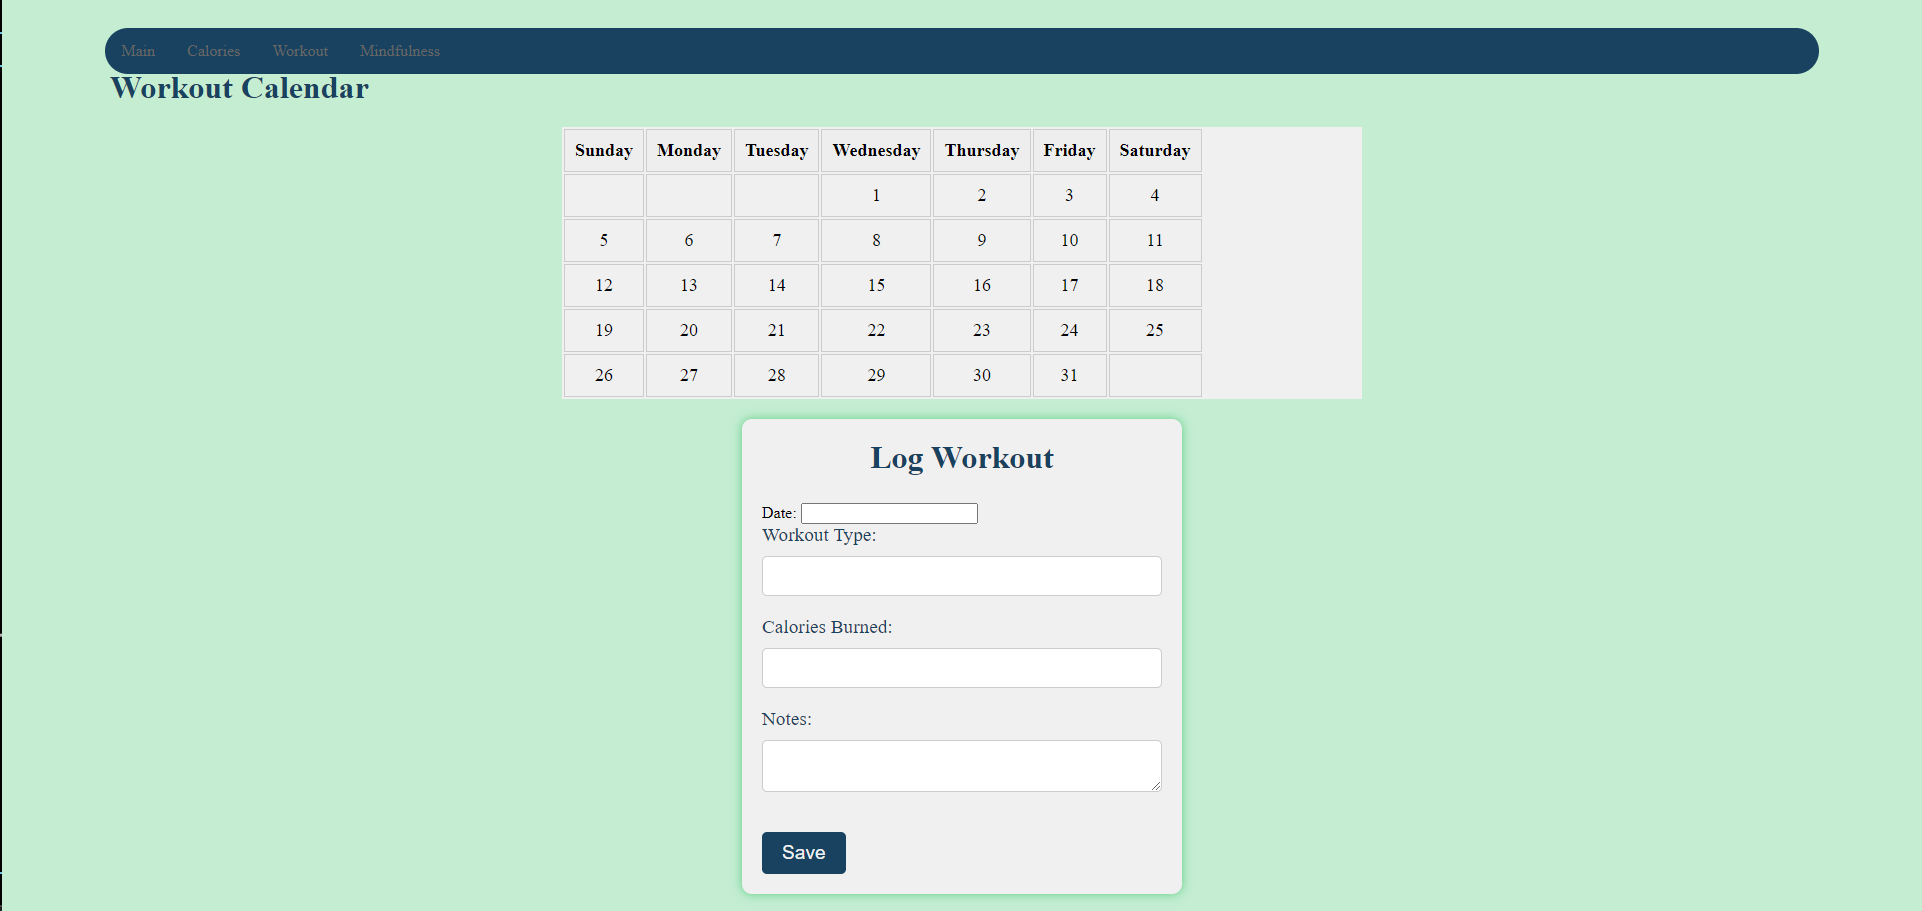 Main Calories Workout Mindfulness
Workout Calendar
Sunday Monday Tuesday Wednesday Thursday Friday Saturday
1 2 3 4
5 6 7 8 9 10 11
12 13 14 15 16 17 18
19 20 21 22 23 24 25
26 27 28 29 30 31
Log Workout
Date:
Workout Type:
Calories Burned:
Notes:
Save